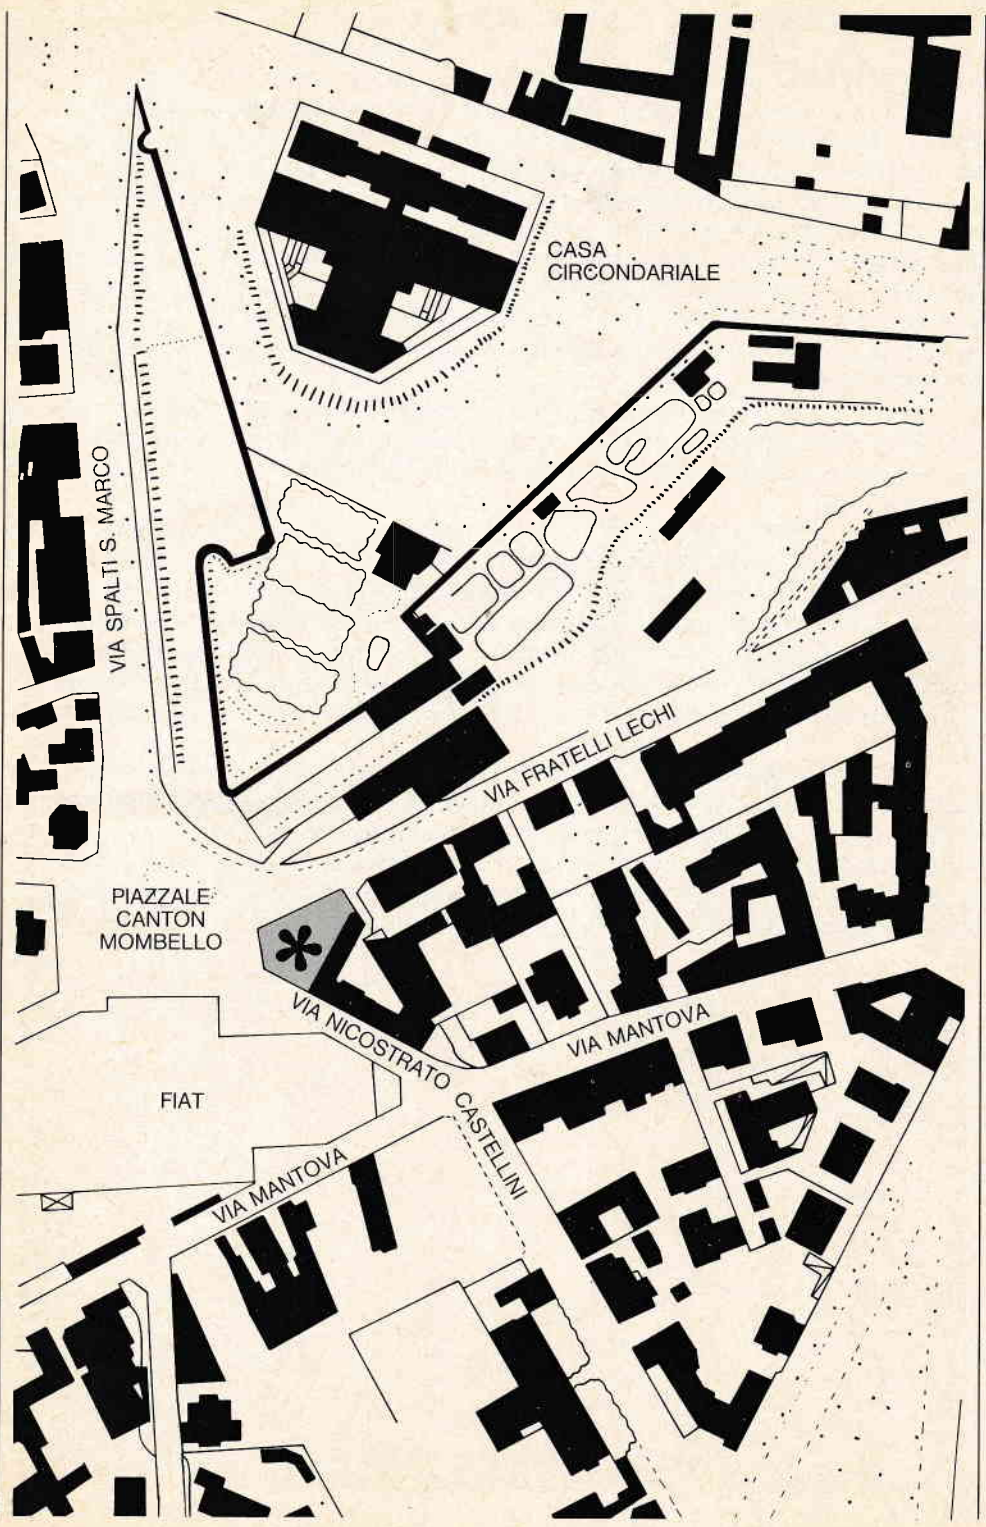 CASA
CIRCONDARIALE
VIA SPALTI S. MARCO
VIA FRATELLI LECHI
PIAZZALE
CANTON
MOMBELLO
VIA NICOSTRATO CASTELLINI
VIA MANTOVA
FIAT
VIA MANTOVA